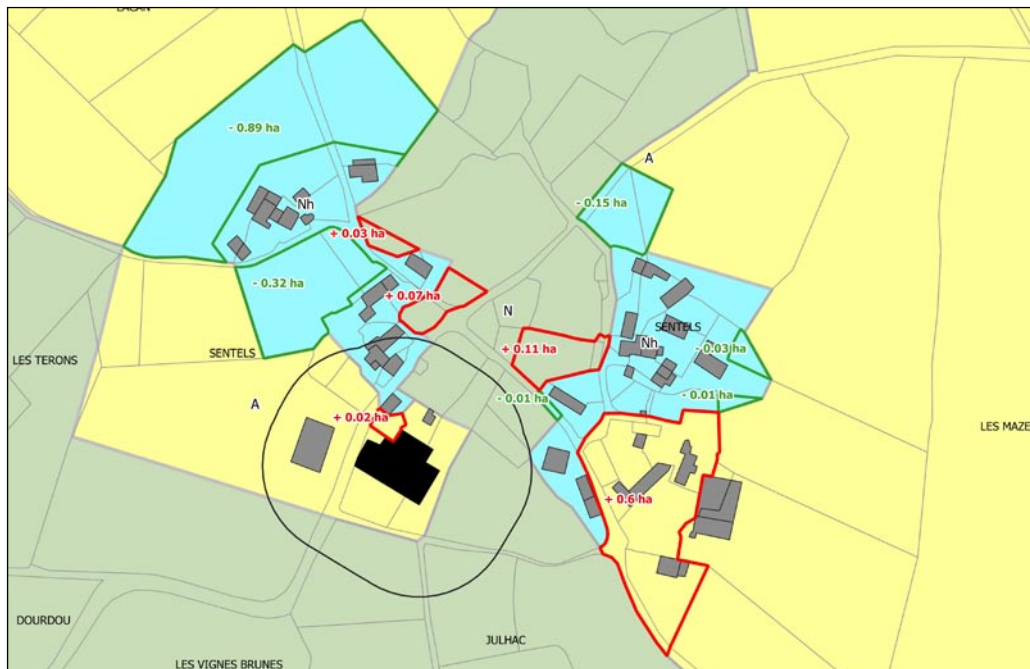 LACAN
- 0.89 ha
A
- 0.15 ha
Nh
+ 0.03 ha
- 0.32 ha
+ 0.07 ha
N
SENTELS
Nh
- 0.03 ha
SENTELS
+ 0.11 ha
LES TERONS
- 0.01 ha
- 0.01 ha
A
+ 0.02 ha
LES MAZE
+ 0.6 ha
DOURDOU
JULHAC
LES VIGNES BRUNES